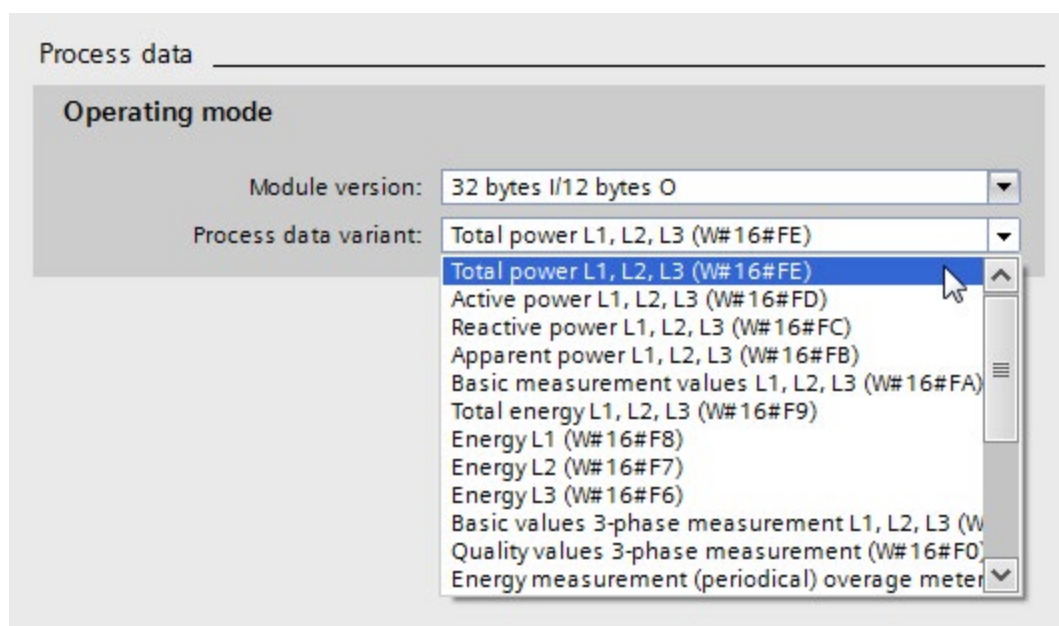 Process data
Operating mode
Module version: 32 bytes I/12 bytes O
Process data variant: Total power L1, L2, L3 (W#16#FE)
Total power L1, L2, L3 (W#16#FE)
Active power L1, L2, L3 (W#16#FD)
Reactive power L1, L2, L3 (W#16#FC)
Apparent power L1, L2, L3 (W#16#FB)
Basic measurement values L1, L2, L3 (W#16#FA)
Total energy L1, L2, L3 (W#16#F9)
Energy L1 (W#16#F8)
Energy L2 (W#16#F7)
Energy L3 (W#16#F6)
Basic values 3-phase measurement L1, L2, L3 (W
Quality values 3-phase measurement (W#16#F0)
Energy measurement (periodical) overage meter